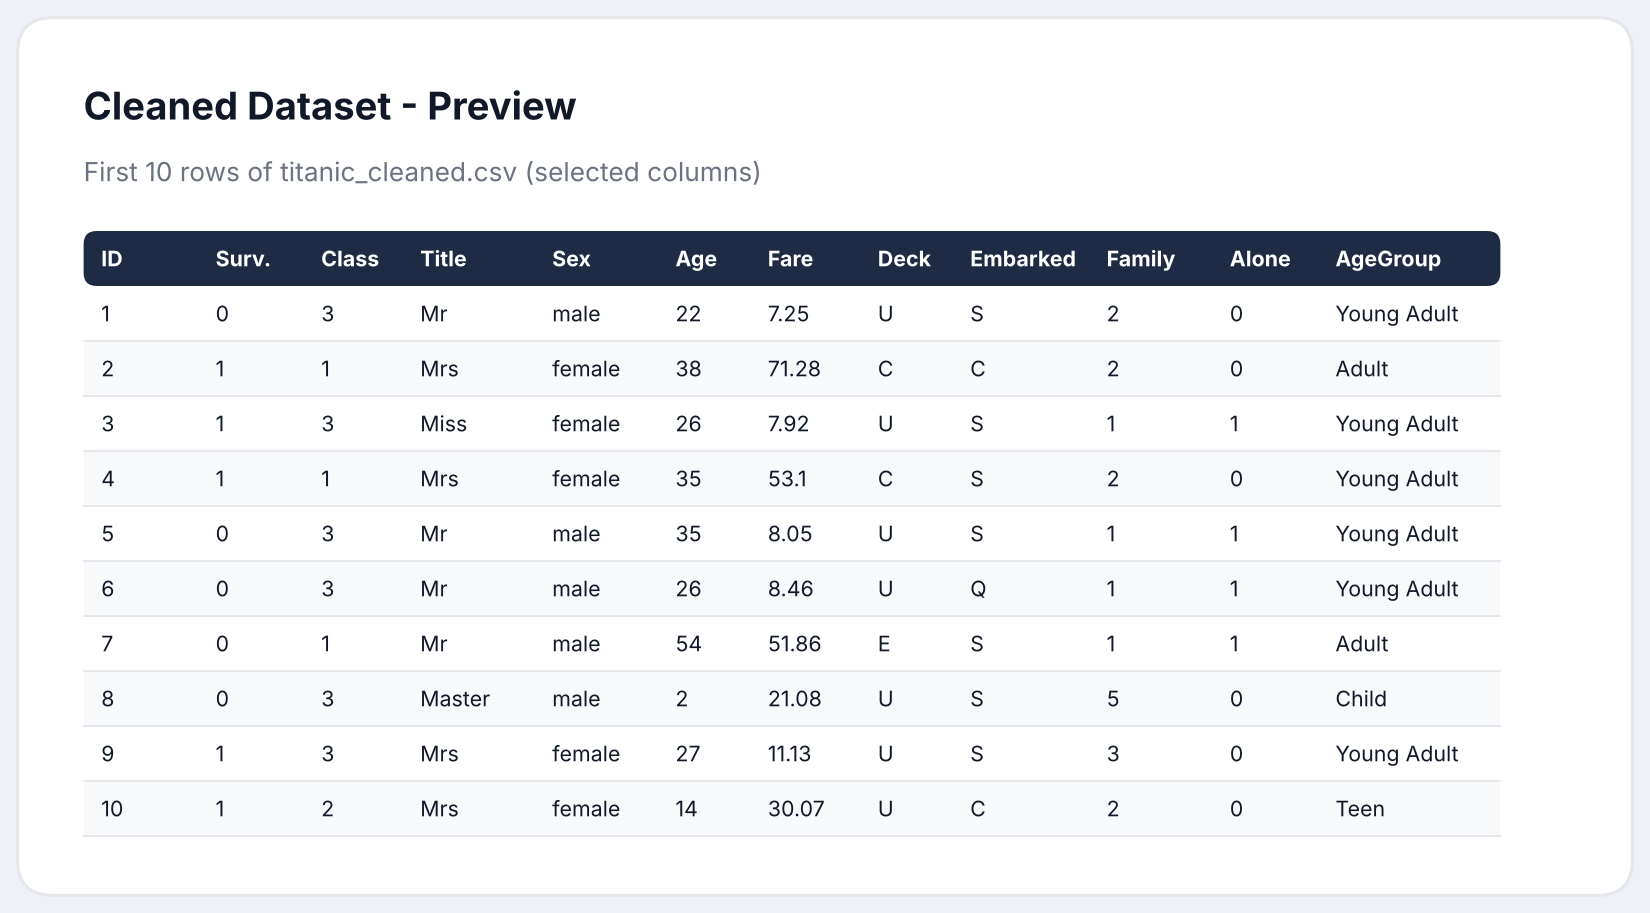 Cleaned Dataset - Preview
First 10 rows of titanic_cleaned.csv (selected columns)
ID Surv. Class Title Sex Age Fare Deck Embarked Family Alone AgeGroup
1 0 3 Mr male 22 7.25 U S 2 0 Young Adult
2 1 1 Mrs female 38 71.28 C C 2 0 Adult
3 1 3 Miss female 26 7.92 U S 1 1 Young Adult
4 1 1 Mrs female 35 53.1 C S 2 0 Young Adult
5 0 3 Mr male 35 8.05 U S 1 1 Young Adult
6 0 3 Mr male 26 8.46 U Q 1 1 Young Adult
7 0 1 Mr male 54 51.86 E S 1 1 Adult
8 0 3 Master male 2 21.08 U S 5 0 Child
9 1 3 Mrs female 27 11.13 U S 3 0 Young Adult
10 1 2 Mrs female 14 30.07 U C 2 0 Teen